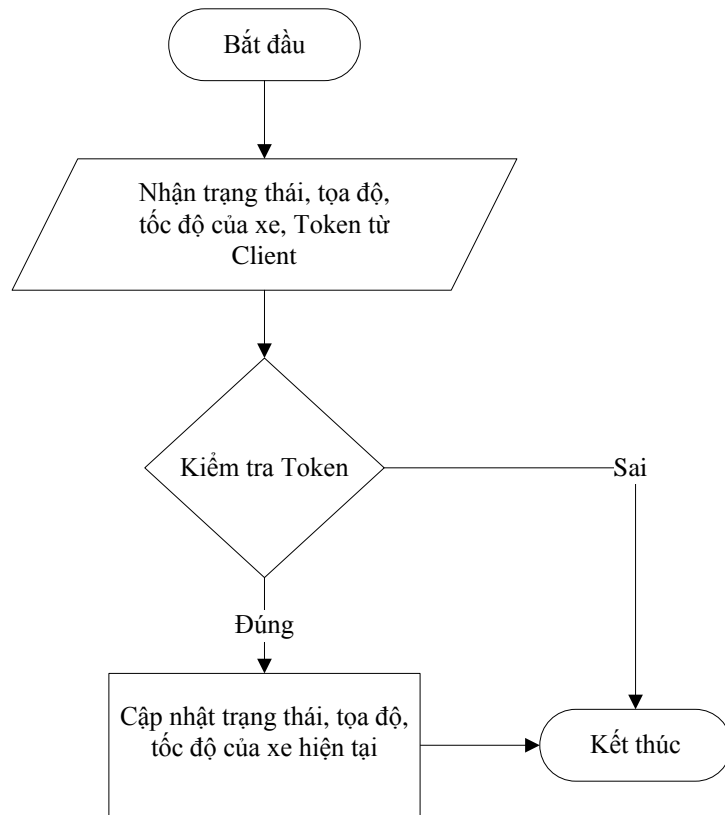 Bắt đầu
Nhận trạng thái, tọa độ,
tốc độ của xe, Token từ
Client
Kiểm tra Token
Sai
Đúng
Cập nhật trạng thái, tọa độ,
tốc độ của xe hiện tại
Kết thúc